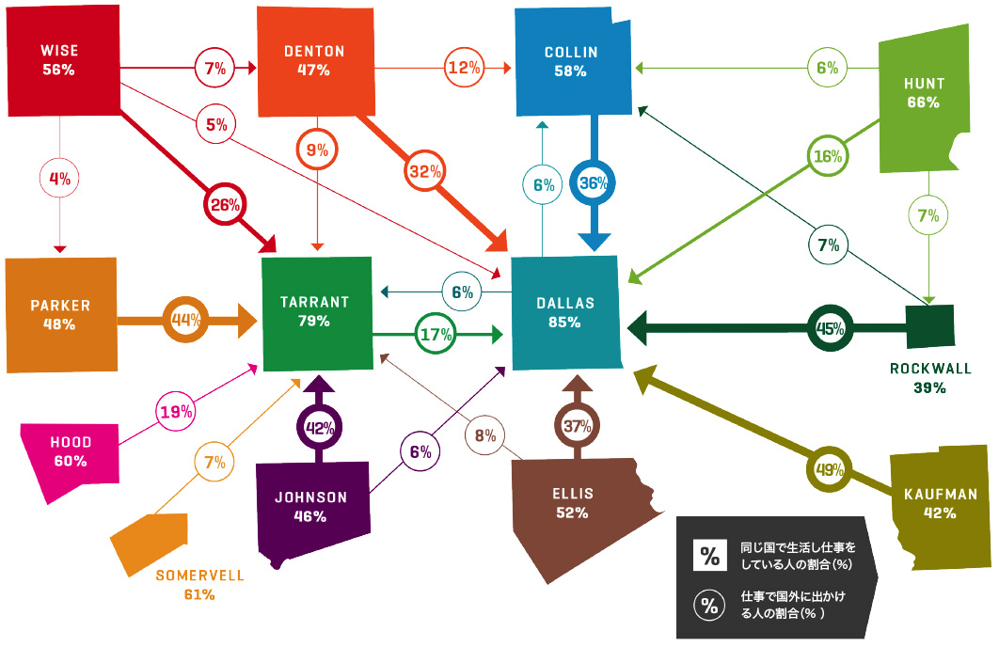 WISE
56%
7%
DENTON
47%
12%
COLLIN
58%
6%
HUNT
66%
5%
9%
32%
16%
4%
26%
6%
36%
7%
7%
PARKER
48%
44%
TARRANT
79%
6%
17%
DALLAS
85%
45%
ROCKWALL
39%
19%
HOOD
60%
7%
42%
6%
8%
37%
49%
JOHNSON
46%
ELLIS
52%
KAUFMAN
42%
SOMERVELL
61%
%
同じ国で生活し仕事を
している人の割合(%)
%
仕事で国外に出かけ
る人の割合(% )